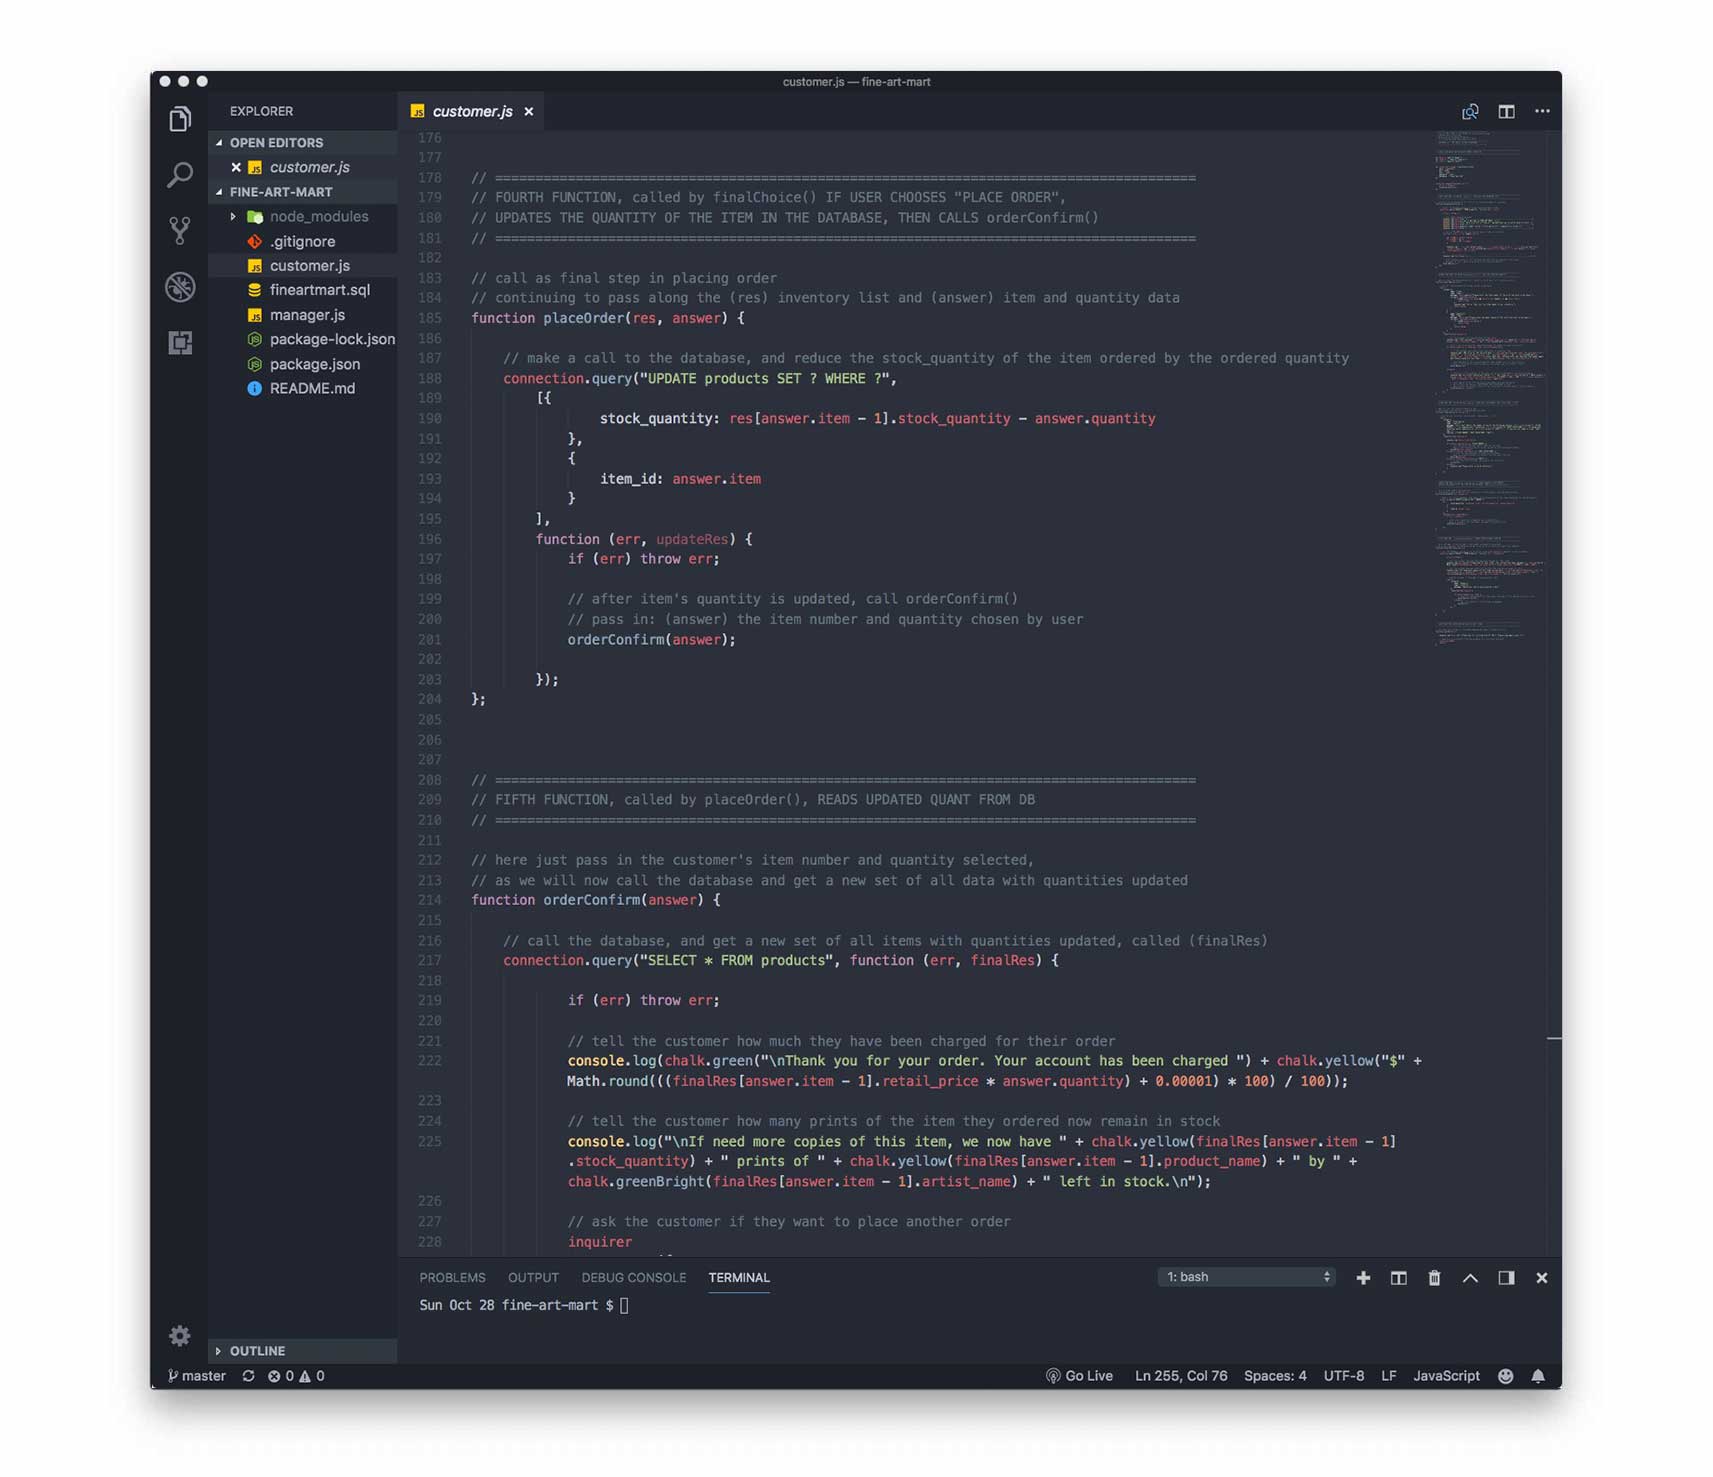 customer.js — fine-art-mart
EXPLORER
OPEN EDITORS
customer.js
FINE-ART-MART
node_modules
.gitignore
customer.js
fineartmart.sql
manager.js
package-lock.json
package.json
README.md
OUTLINE
customer.js
176
177
178 // =======================================================================================
179 // FOURTH FUNCTION, called by finalChoice() IF USER CHOOSES "PLACE ORDER",
180 // UPDATES THE QUANTITY OF THE ITEM IN THE DATABASE, THEN CALLS orderConfirm()
181 // =======================================================================================
182
183 // call as final step in placing order
184 // continuing to pass along the (res) inventory list and (answer) item and quantity data
185 function placeOrder(res, answer) {
186
187 // make a call to the database, and reduce the stock_quantity of the item ordered by the ordered quantity
188 connection.query("UPDATE products SET ? WHERE ?",
189 [{
190 stock_quantity: res[answer.item - 1].stock_quantity - answer.quantity
191 },
192 {
193 item_id: answer.item
194 }
195 ],
196 function (err, updateRes) {
197 if (err) throw err;
198
199 // after item's quantity is updated, call orderConfirm()
200 // pass in: (answer) the item number and quantity chosen by user
201 orderConfirm(answer);
202
203 });
204 };
205
206
207
208 // =======================================================================================
209 // FIFTH FUNCTION, called by placeOrder(), READS UPDATED QUANT FROM DB
210 // =======================================================================================
211
212 // here just pass in the customer's item number and quantity selected,
213 // as we will now call the database and get a new set of all data with quantities updated
214 function orderConfirm(answer) {
215
216 // call the database, and get a new set of all items with quantities updated, called (finalRes)
217 connection.query("SELECT * FROM products", function (err, finalRes) {
218
219 if (err) throw err;
220
221 // tell the customer how much they have been charged for their order
222 console.log(chalk.green("\nThank you for your order. Your account has been charged ") + chalk.yellow("$" +
Math.round(((finalRes[answer.item - 1].retail_price * answer.quantity) + 0.00001) * 100) / 100));
223
224 // tell the customer how many prints of the item they ordered now remain in stock
225 console.log("\nIf need more copies of this item, we now have " + chalk.yellow(finalRes[answer.item - 1]
.stock_quantity) + " prints of " + chalk.yellow(finalRes[answer.item - 1].product_name) + " by " +
chalk.greenBright(finalRes[answer.item - 1].artist_name) + " left in stock.\n");
226
227 // ask the customer if they want to place another order
228 inquirer
PROBLEMS OUTPUT DEBUG CONSOLE TERMINAL 1: bash
Sun Oct 28 fine-art-mart $
master 0 0 Go Live Ln 255, Col 76 Spaces: 4 UTF-8 LF JavaScript